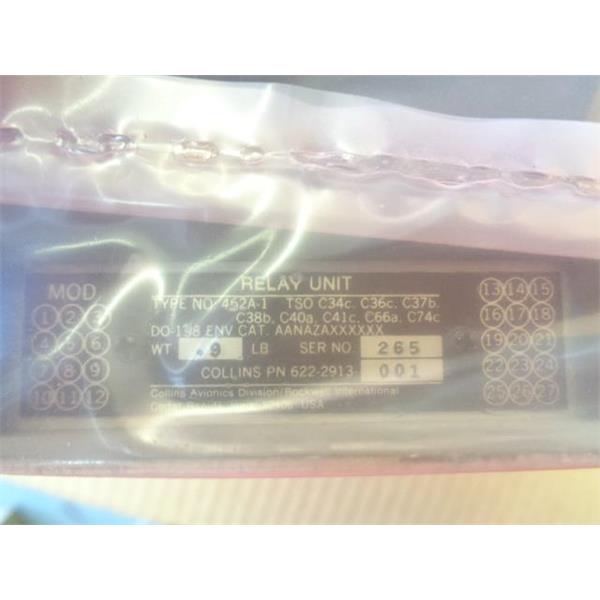 RELAY UNIT
MOD
TYPE NO. 452A-1 TSO C34c, C36c, C37b,
C38b, C40a, C41c, C66a, C74c
DO-138 ENV CAT. AANAZAXXXXXX
WT .9 LB SER NO 265
COLLINS PN 622-2913-001
Collins Avionics Division/Rockwell International
USA
1 2 3
4 5 6
7 8 9
10 11 12
13 14 15
16 17 18
19 20 21
22 23 24
25 26 27